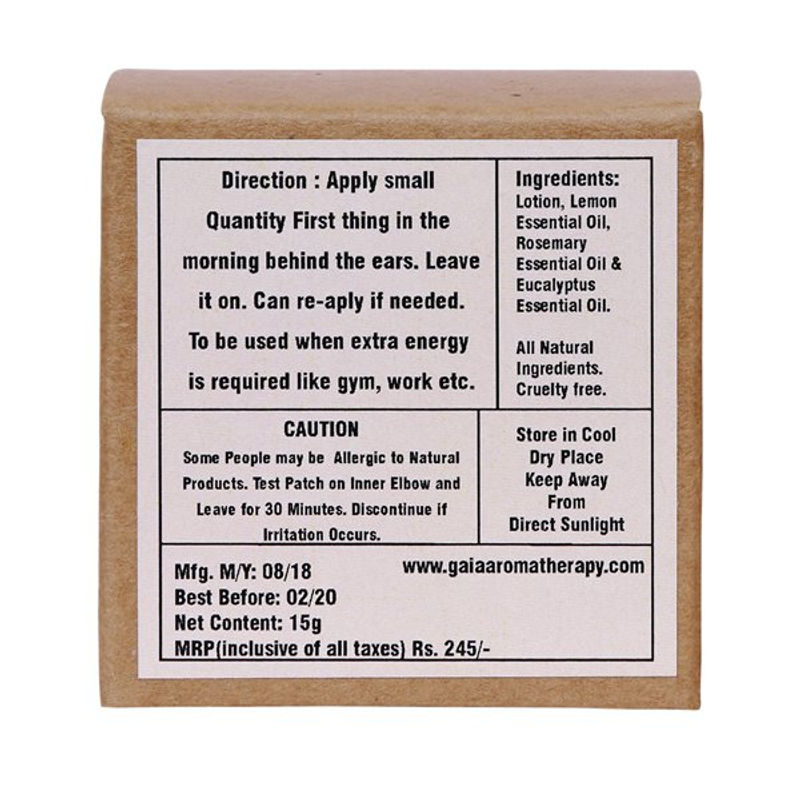 Direction : Apply small
Quantity First thing in the
morning behind the ears. Leave
it on. Can re-aply if needed.
To be used when extra energy
is required like gym, work etc.
Ingredients:
Lotion, Lemon
Essential Oil,
Rosemary
Essential Oil &
Eucalyptus
Essential Oil.
All Natural
Ingredients.
Cruelty free.
CAUTION
Some People may be Allergic to Natural
Products. Test Patch on Inner Elbow and
Leave for 30 Minutes. Discontinue if
Irritation Occurs.
Store in Cool
Dry Place
Keep Away
From
Direct Sunlight
Mfg. M/Y: 08/18
www.gaiaaromatherapy.com
Best Before: 02/20
Net Content: 15g
MRP(inclusive of all taxes) Rs. 245/-